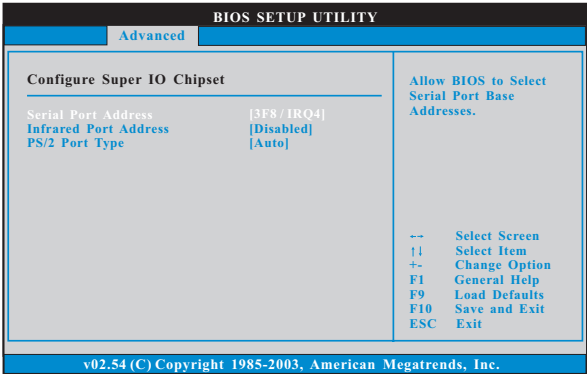 BIOS SETUP UTILITY
Advanced
Configure Super IO Chipset
Serial Port Address [3F8 / IRQ4]
Infrared Port Address [Disabled]
PS/2 Port Type [Auto]
Allow BIOS to Select
Serial Port Base
Addresses.
←→ Select Screen
↑↓ Select Item
+- Change Option
F1 General Help
F9 Load Defaults
F10 Save and Exit
ESC Exit
v02.54 (C) Copyright 1985-2003, American Megatrends, Inc.